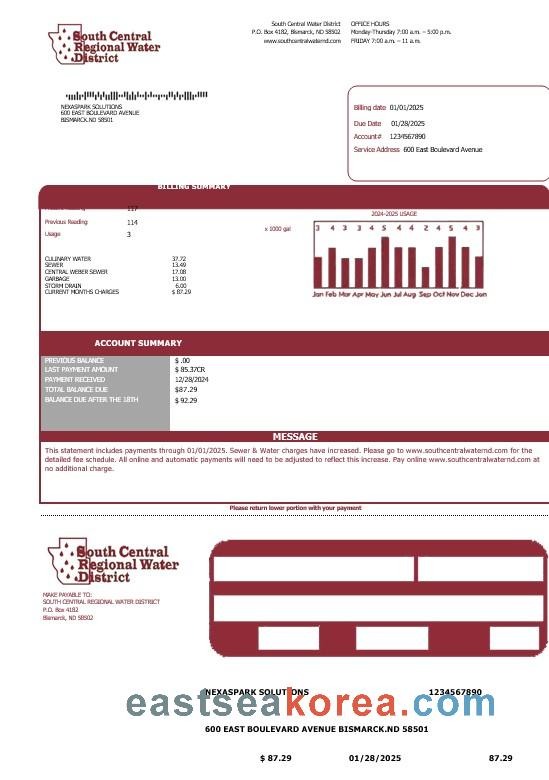 South Central
Regional Water
District
South Central Water District
P.O. Box 4182, Bismarck, ND 58502
www.southcentralwaternd.com
OFFICE HOURS
Monday-Thursday 7:00 a.m. – 5:00 p.m.
FRIDAY 7:00 a.m. – 11 a.m.
NEXASPARK SOLUTIONS
600 EAST BOULEVARD AVENUE
BISMARCK.ND 58501
Billing date 01/01/2025
Due Date 01/28/2025
Account# 1234567890
Service Address 600 East Boulevard Avenue
BILLING SUMMARY
Present Reading 117
Previous Reading 114
Usage 3
x 1000 gal
2024-2025 USAGE
3 4 3 3 4 5 4 4 2 4 5 4 3
Jan Feb Mar Apr May Jun Jul Aug Sep Oct Nov Dec Jan
CULINARY WATER 37.72
SEWER 13.49
CENTRAL WEBER SEWER 17.08
GARBAGE 13.00
STORM DRAIN 6.00
CURRENT MONTHS CHARGES $ 87.29
ACCOUNT SUMMARY
PREVIOUS BALANCE $ .00
LAST PAYMENT AMOUNT $ 85.37CR
PAYMENT RECEIVED 12/28/2024
TOTAL BALANCE DUE $87.29
BALANCE DUE AFTER THE 18TH $ 92.29
MESSAGE
This statement includes payments through 01/01/2025. Sewer & Water charges have increased. Please go to www.southcentralwaternd.com for the
detailed fee schedule. All online and automatic payments will need to be adjusted to reflect this increase. Pay online www.southcentralwaternd.com at
no additional charge.
Please return lower portion with your payment
South Central
Regional Water
District
MAKE PAYABLE TO:
SOUTH CENTRAL REGIONAL WATER DISTRICT
P.O. Box 4182
Bismarck, ND 58502
NEXASPARK SOLUTIONS 1234567890
eastseakorea.com
600 EAST BOULEVARD AVENUE BISMARCK.ND 58501
$ 87.29 01/28/2025 87.29